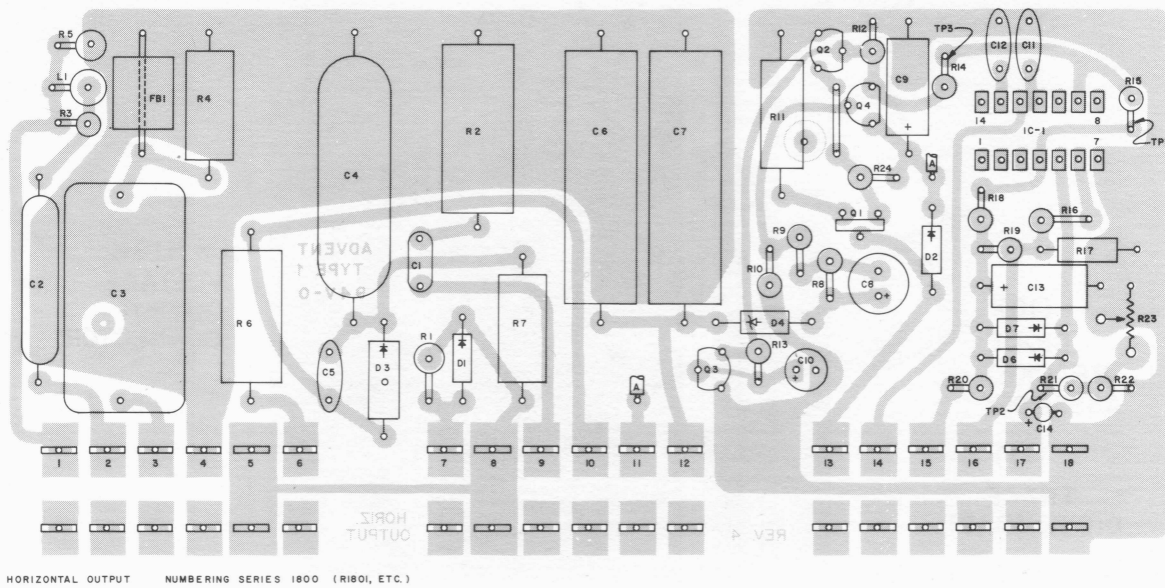 R5
L1
R3
FB1
R4
C4
R2
C6
C7
R11
Q2
R12
C9
+
Q4
TP3
R14
C12
C11
14
8
IC-1
1
7
R15
TP
A
R24
Q1
D2
R18
R16
R19
R17
+
C13
R23
D7
D6
R20
R21
R22
TP2
+
C14
C2
C3
R6
ADVENT
TYPE 1
94V-0
C1
C5
D3
R1
D1
R7
A
R10
R9
R8
C8
+
D4
Q3
R13
C10
+
1 2 3 4 5 6 7 8 9 10 11 12 13 14 15 16 17 18
HORIZ.
OUTPUT
REV. 4
HORIZONTAL OUTPUT NUMBERING SERIES 1800 (R1801, ETC.)